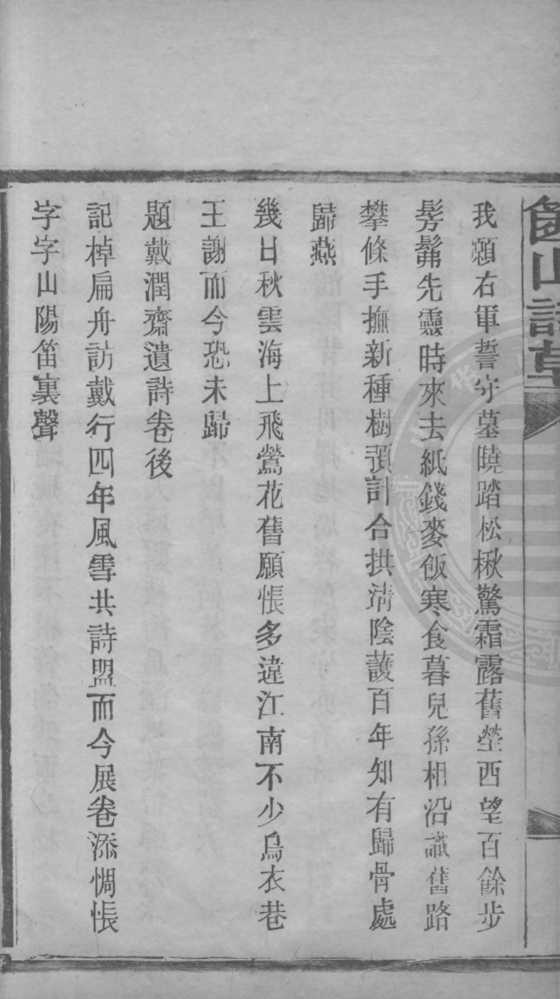 我願右軍誓守墓曉踏松楸驚霜露舊塋西望百餘步
髣髴先靈時來去紙錢麥飯寒食暮兒孫相沿識舊路
攀條手撫新種樹預計合拱清陰護百年知有歸骨處
歸燕
幾日秋雲海上飛鶯花舊願悵多違江南不少烏衣巷
王謝而今恐未歸
題戴潤齋遺詩卷後
記棹扁舟訪戴行四年風雪共詩盟而今展卷添惆悵
字字山陽笛裏聲